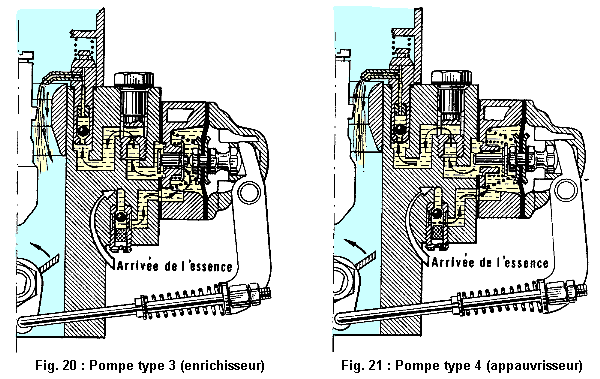 Arrivée de l'essence
Arrivée de l'essence
Fig. 20 : Pompe type 3 (enrichisseur)
Fig. 21 : Pompe type 4 (appauvrisseur)